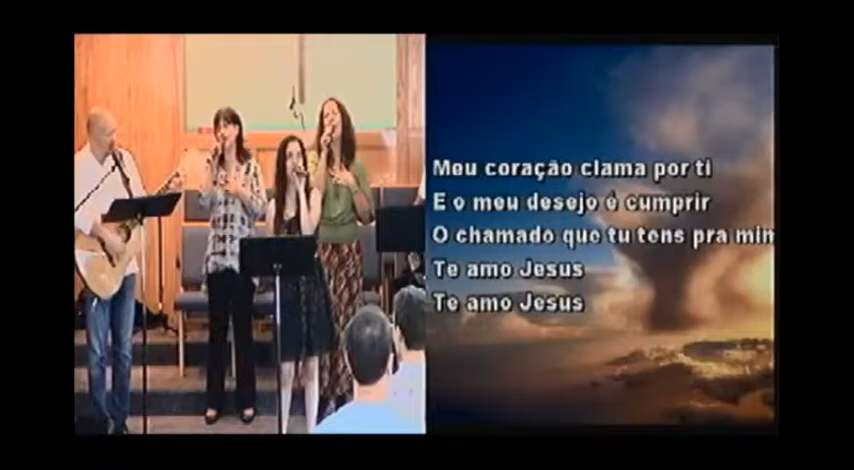 Meu coração clama por ti
E o meu desejo é cumprir
O chamado que tu tens pra mim
Te amo Jesus
Te amo Jesus